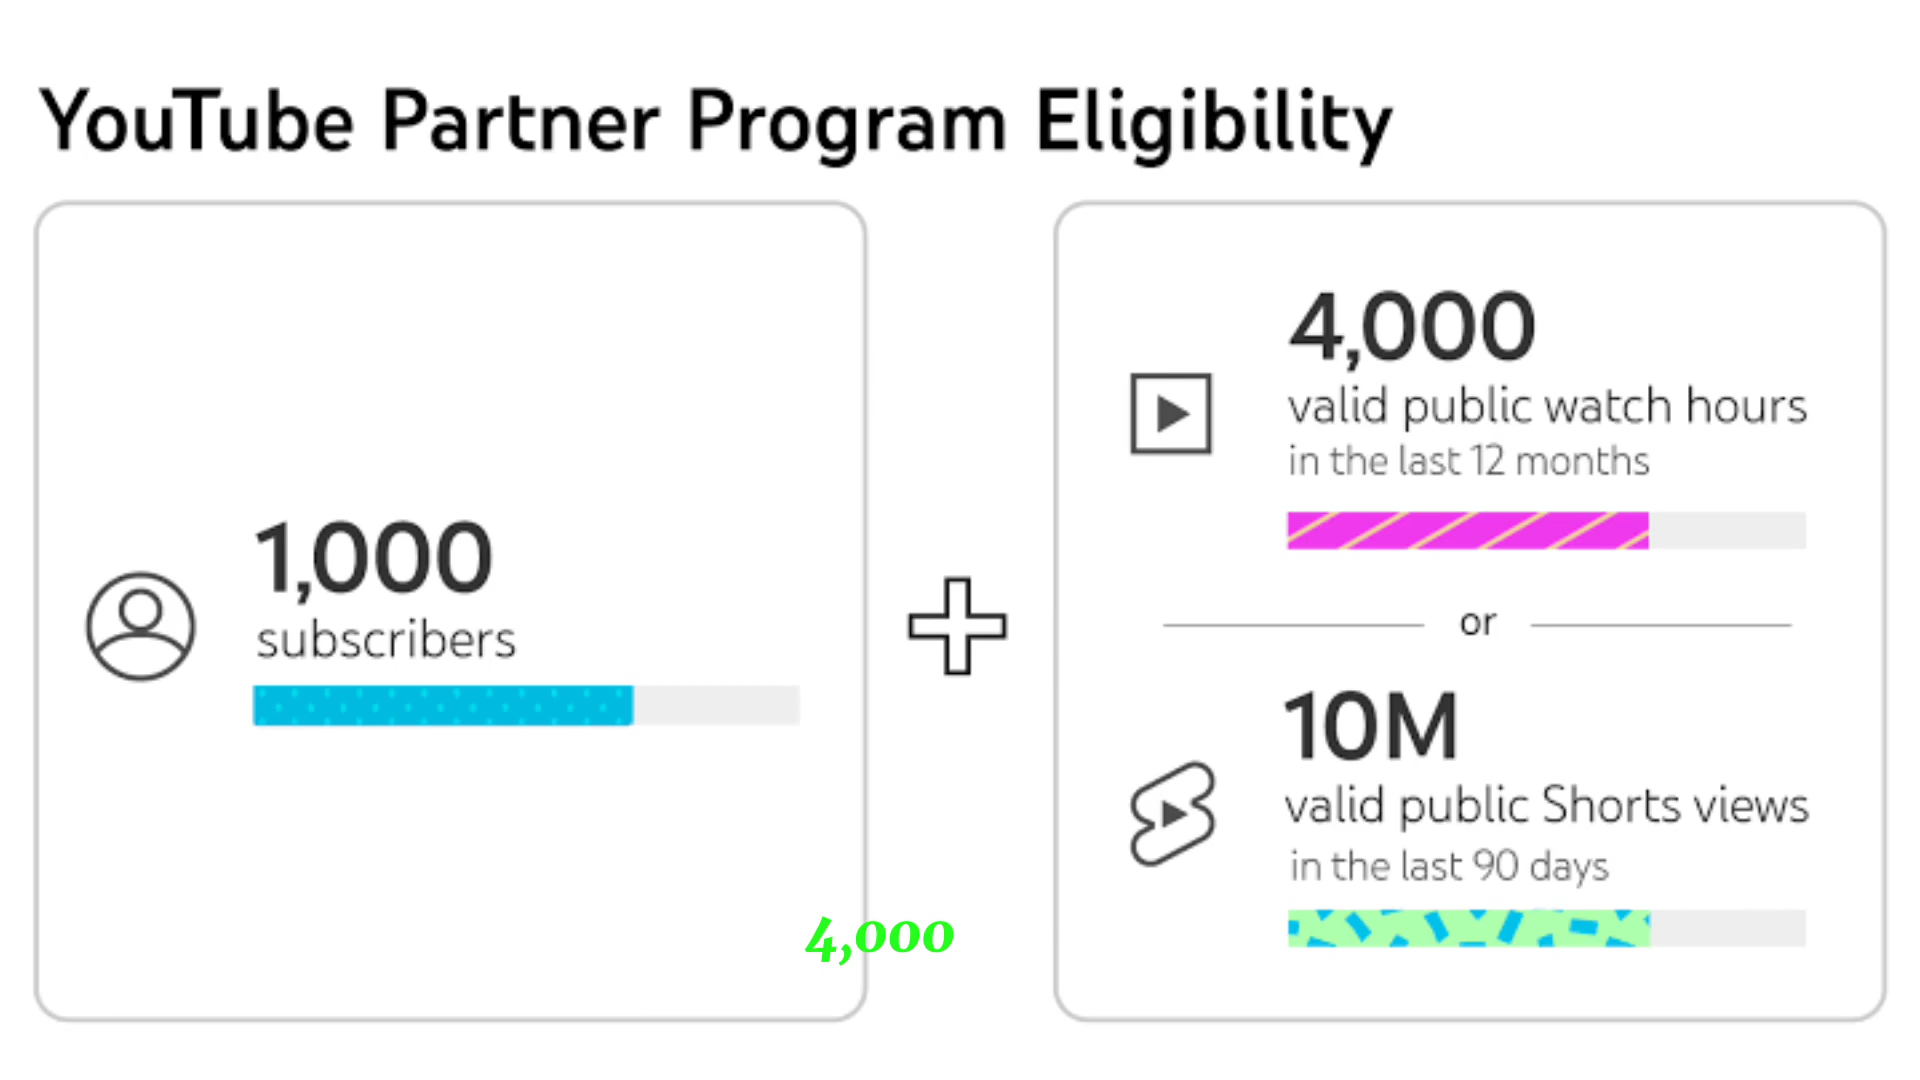 YouTube Partner Program Eligibility
1,000
subscribers
4,000
valid public watch hours
in the last 12 months
or
10M
valid public Shorts views
in the last 90 days
4,000